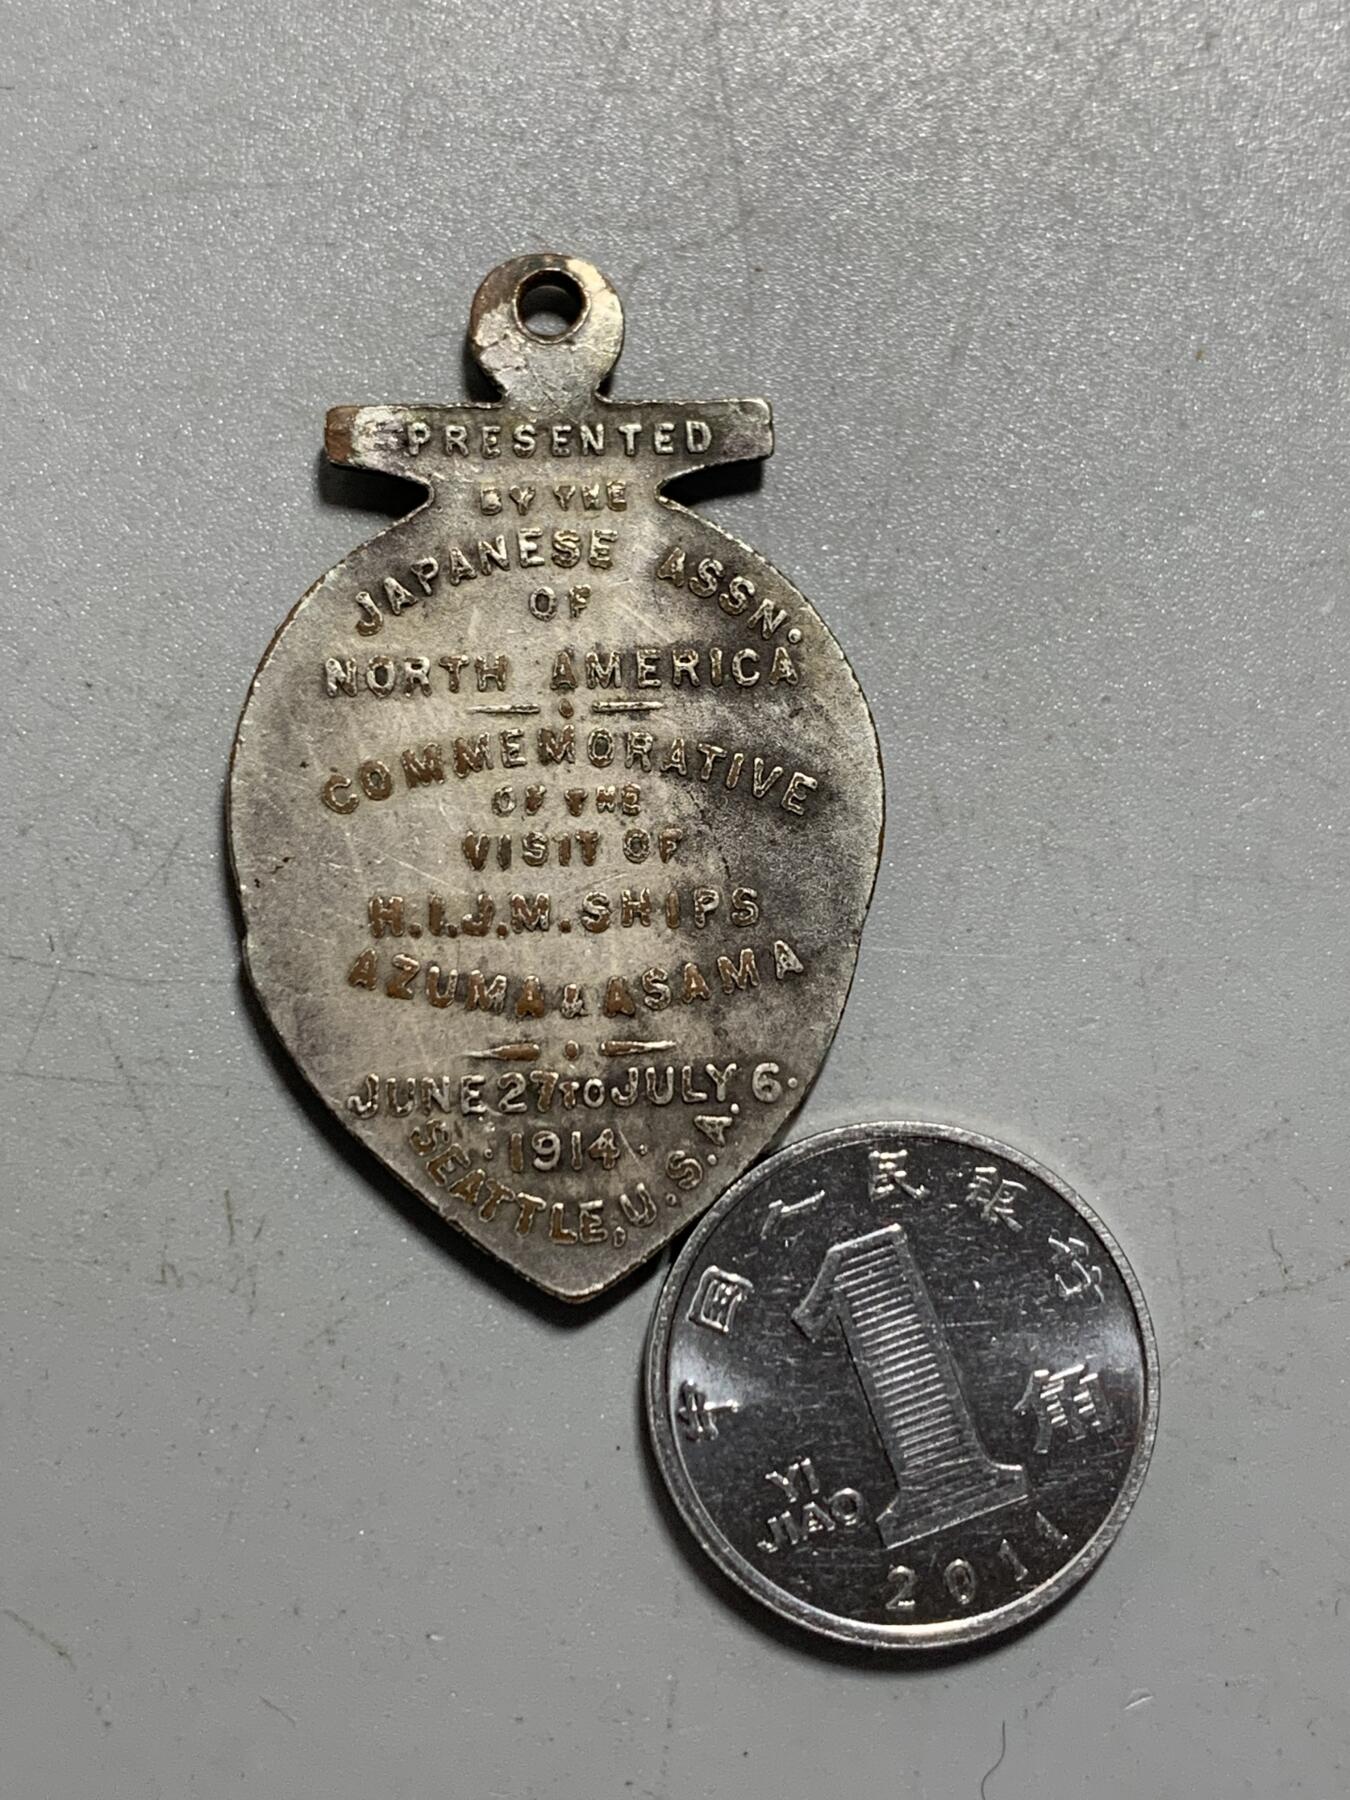 PRESENTED
BY THE
JAPANESE ASSN.
OF
NORTH AMERICA
COMMEMORATIVE
OF THE
VISIT OF
H.I.J.M. SHIPS
AZUMA & ASAMA
JUNE 27 TO JULY 6.
·1914·
SEATTLE, U.S.A.
中国人民银行
1
角
YI
JIAO
2011